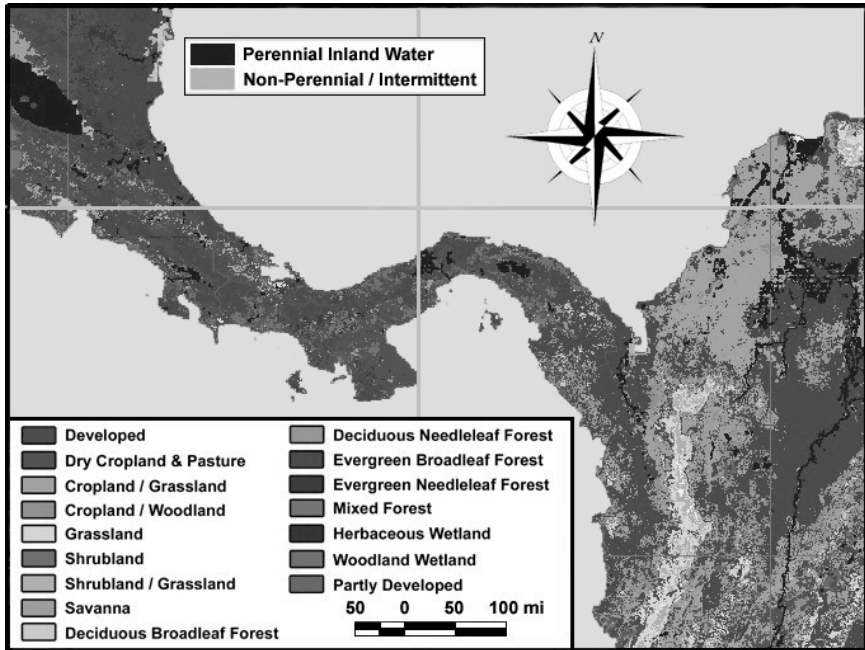 Perennial Inland Water
Non-Perennial / Intermittent
N
Developed
Dry Cropland & Pasture
Cropland / Grassland
Cropland / Woodland
Grassland
Shrubland
Shrubland / Grassland
Savanna
Deciduous Broadleaf Forest
Deciduous Needleleaf Forest
Evergreen Broadleaf Forest
Evergreen Needleleaf Forest
Mixed Forest
Herbaceous Wetland
Woodland Wetland
Partly Developed
50 0 50 100 mi